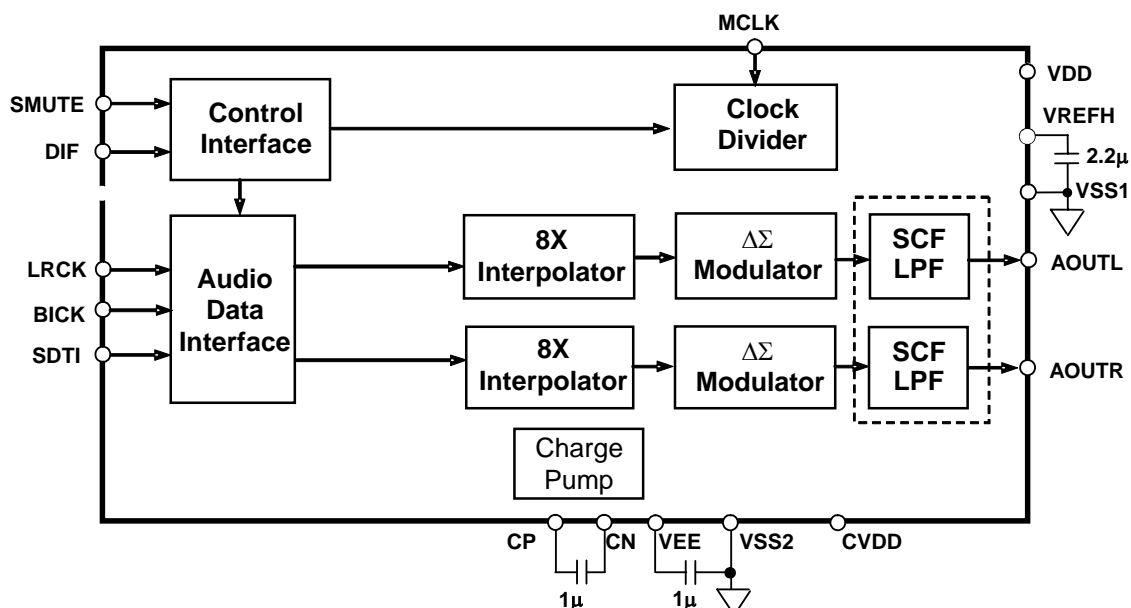 MCLK
VDD
SMUTE
Control
Interface
Clock
Divider
VREFH
DIF
2.2μ
VSS1
LRCK
Audio
Data
Interface
8X
Interpolator
ΔΣ
Modulator
SCF
LPF
AOUTL
BICK
SDTI
8X
Interpolator
ΔΣ
Modulator
SCF
LPF
AOUTR
Charge
Pump
CP
CN
VEE
VSS2
CVDD
1μ
1μ